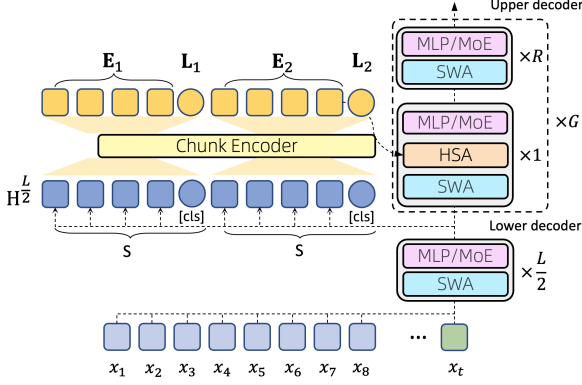 Upper decoder
MLP/MoE
SWA
×R
E₁ L₁ E₂ L₂
MLP/MoE
HSA
SWA
×1
×G
Chunk Encoder
H^{L/2}
[cls] [cls]
S S
Lower decoder
MLP/MoE
SWA
×L/2
...
x₁ x₂ x₃ x₄ x₅ x₆ x₇ x₈ xₜ